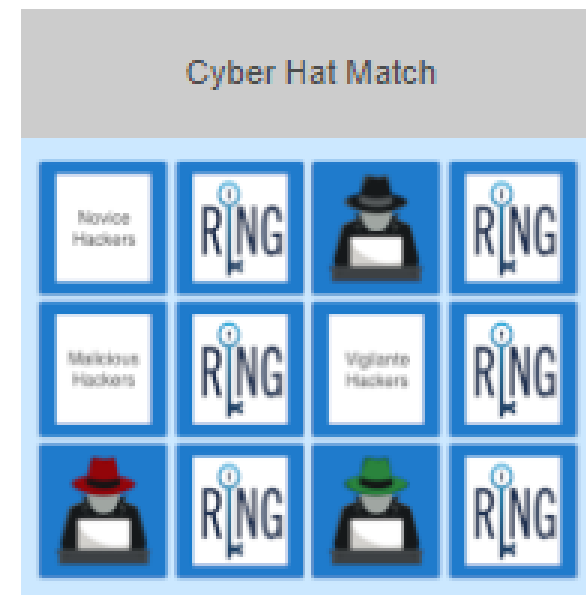 Cyber Hat Match
Novice
Hackers
RING
RING
Malicious
Hackers
RING
Vigilante
Hackers
RING
RING
RING